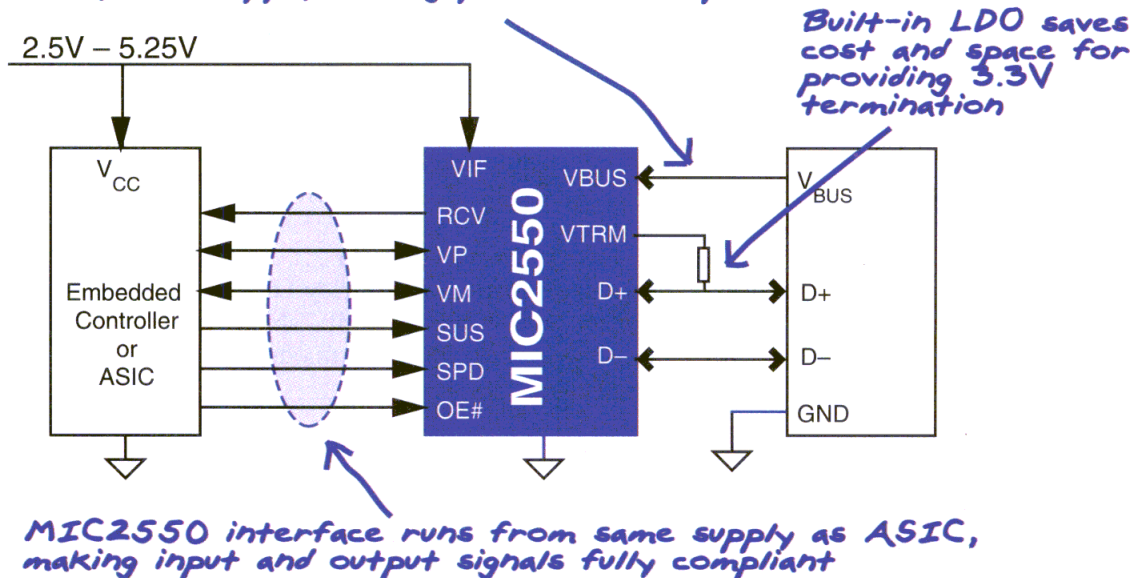 Built-in LDO saves
cost and space for
providing 3.3V
termination
2.5V – 5.25V
VCC
Embedded
Controller
or
ASIC
VIF
RCV
VP
VM
SUS
SPD
OE#
MIC2550
VBUS
VTRM
D+
D–
VBUS
D+
D–
GND
MIC2550 interface runs from same supply as ASIC,
making input and output signals fully compliant